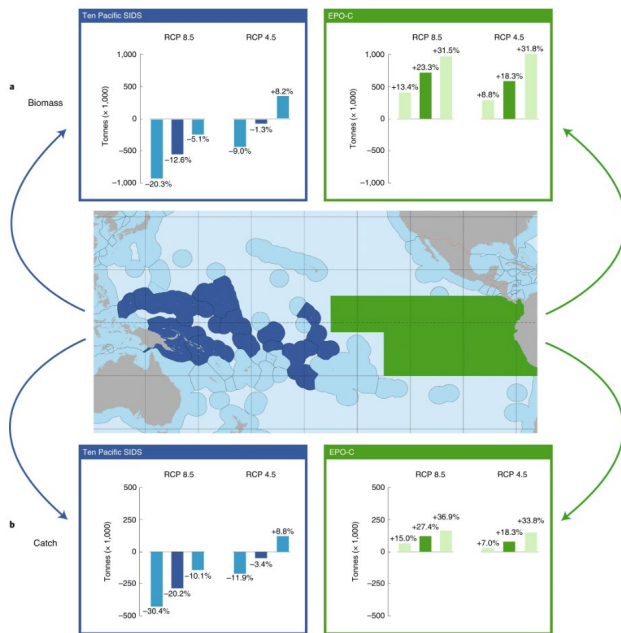 Ten Pacific SIDS
RCP 8.5 RCP 4.5
1,000
500
0
−500
−1,000
Tonnes (× 1,000)
−20.3%
−12.6%
−5.1%
−9.0%
−1.3%
+8.2%
EPO-C
RCP 8.5 RCP 4.5
1,000
500
0
−500
−1,000
Tonnes (× 1,000)
+13.4%
+23.3%
+31.5%
+8.8%
+18.3%
+31.8%
a
Biomass
Ten Pacific SIDS
RCP 8.5 RCP 4.5
500
250
0
−250
−500
Tonnes (× 1,000)
−30.4%
−20.2%
−10.1%
−11.9%
−3.4%
+8.8%
EPO-C
RCP 8.5 RCP 4.5
500
250
0
−250
−500
Tonnes (× 1,000)
+15.0%
+27.4%
+36.9%
+7.0%
+18.3%
+33.8%
b
Catch